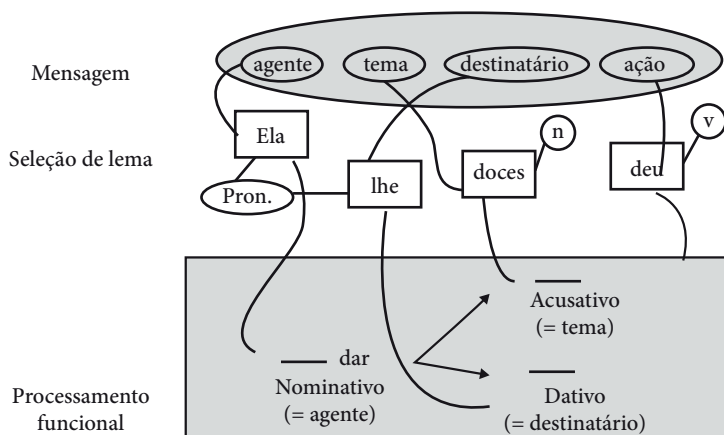 agente tema destinatário ação
Mensagem
Ela n v
Seleção de lema
doces deu
lhe
Pron.
Acusativo
(= tema)
dar
Nominativo
(= agente)
Dativo
(= destinatário)
Processamento
funcional